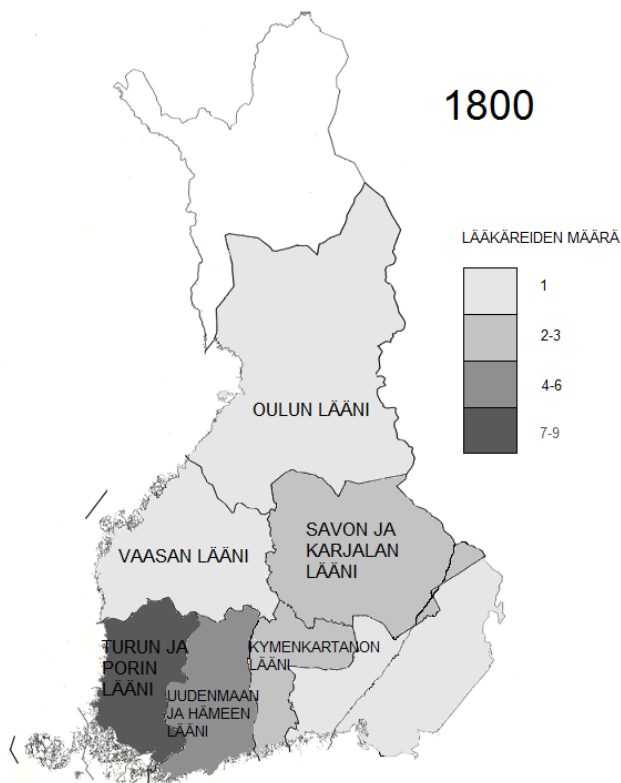 1800
LÄÄKÄREIDEN MÄÄRÄ
1
2-3
4-6
7-9
OULUN LÄÄNI
SAVON JA
KARJALAN
LÄÄNI
VAASAN LÄÄNI
TURUN JA
PORIN
LÄÄNI
KYMENKARTANON
LÄÄNI
UUDENMAAN
JA HÄMEEN
LÄÄNI